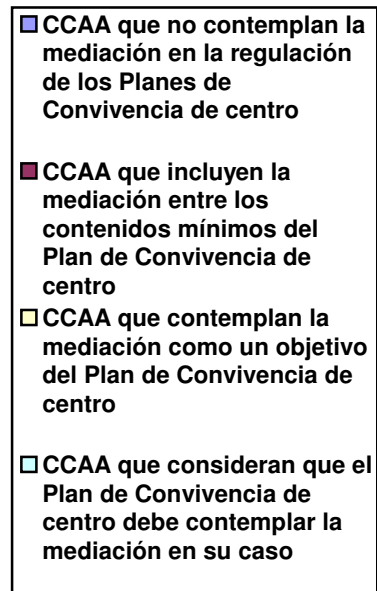 CCAA que no contemplan la
mediación en la regulación
de los Planes de
Convivencia de centro
CCAA que incluyen la
mediación entre los
contenidos mínimos del
Plan de Convivencia de
centro
CCAA que contemplan la
mediación como un objetivo
del Plan de Convivencia de
centro
CCAA que consideran que el
Plan de Convivencia de
centro debe contemplar la
mediación en su caso